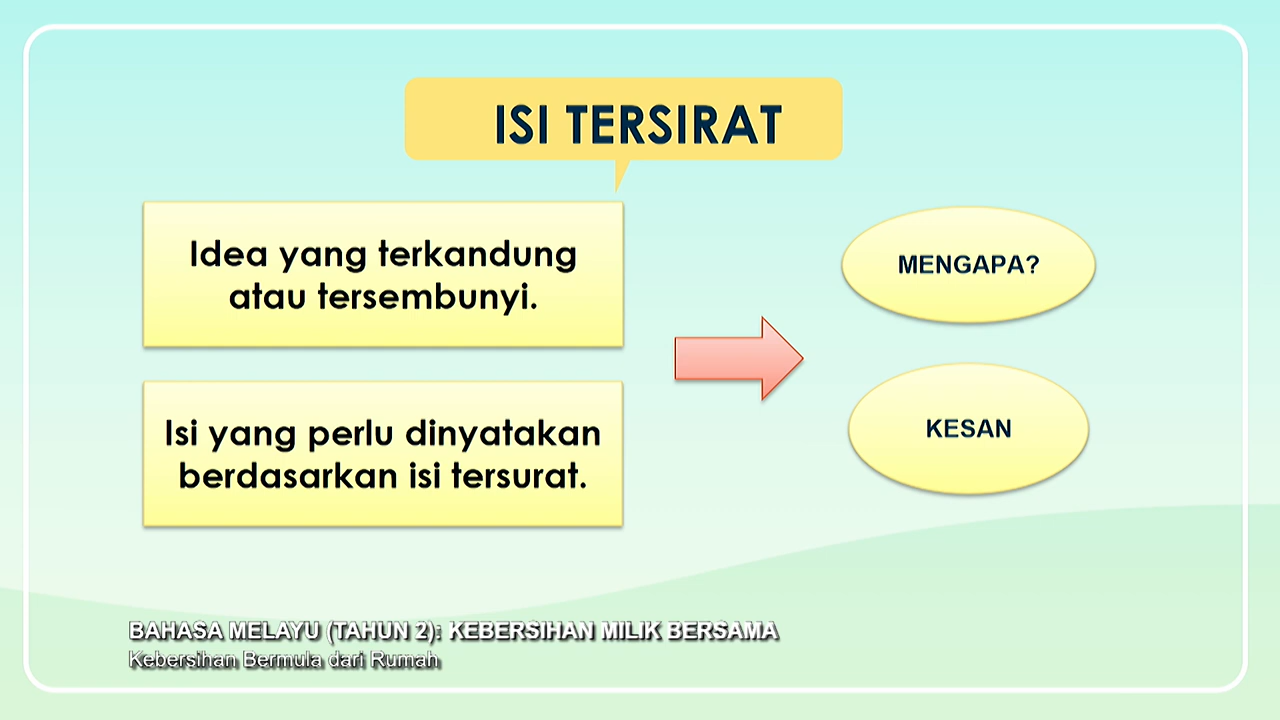 ISI TERSIRAT
Idea yang terkandung
atau tersembunyi.
Isi yang perlu dinyatakan
berdasarkan isi tersurat.
MENGAPA?
KESAN
BAHASA MELAYU (TAHUN 2): KEBERSIHAN MILIK BERSAMA
Kebersihan Bermula dari Rumah